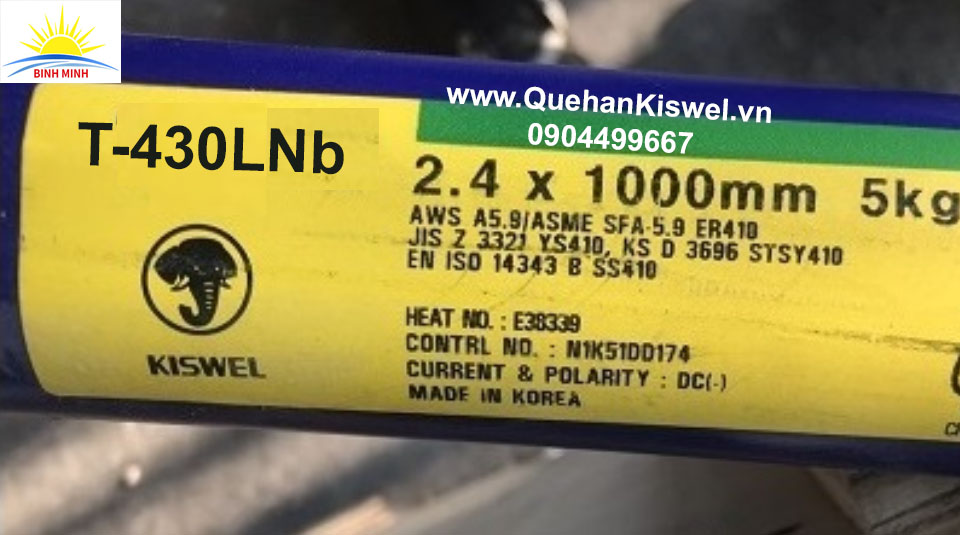 BINH MINH
www.QuehanKiswel.vn
0904499667
T-430LNb
2.4 x 1000mm 5kg
AWS A5.9/ASME SFA-5.9 ER410
JIS Z 3321 YS410, KS D 3696 STSY410
EN ISO 14343 B SS410
KISWEL
HEAT NO. : E38339
CONTRL NO. : N1K51DD174
CURRENT & POLARITY : DC(-)
MADE IN KOREA